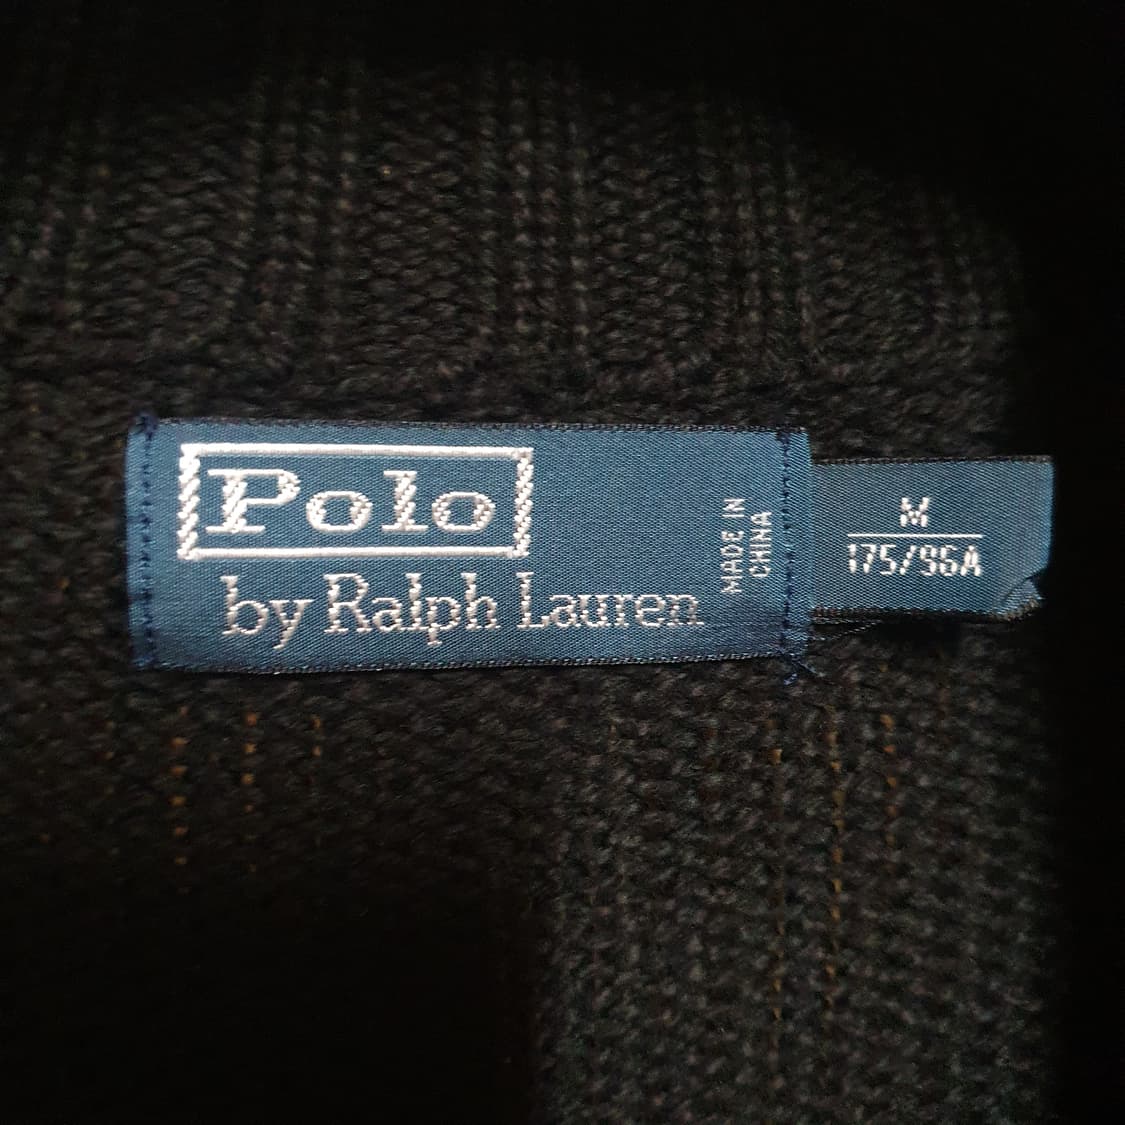 Polo
by Ralph Lauren
MADE IN
CHINA
M
175/96A